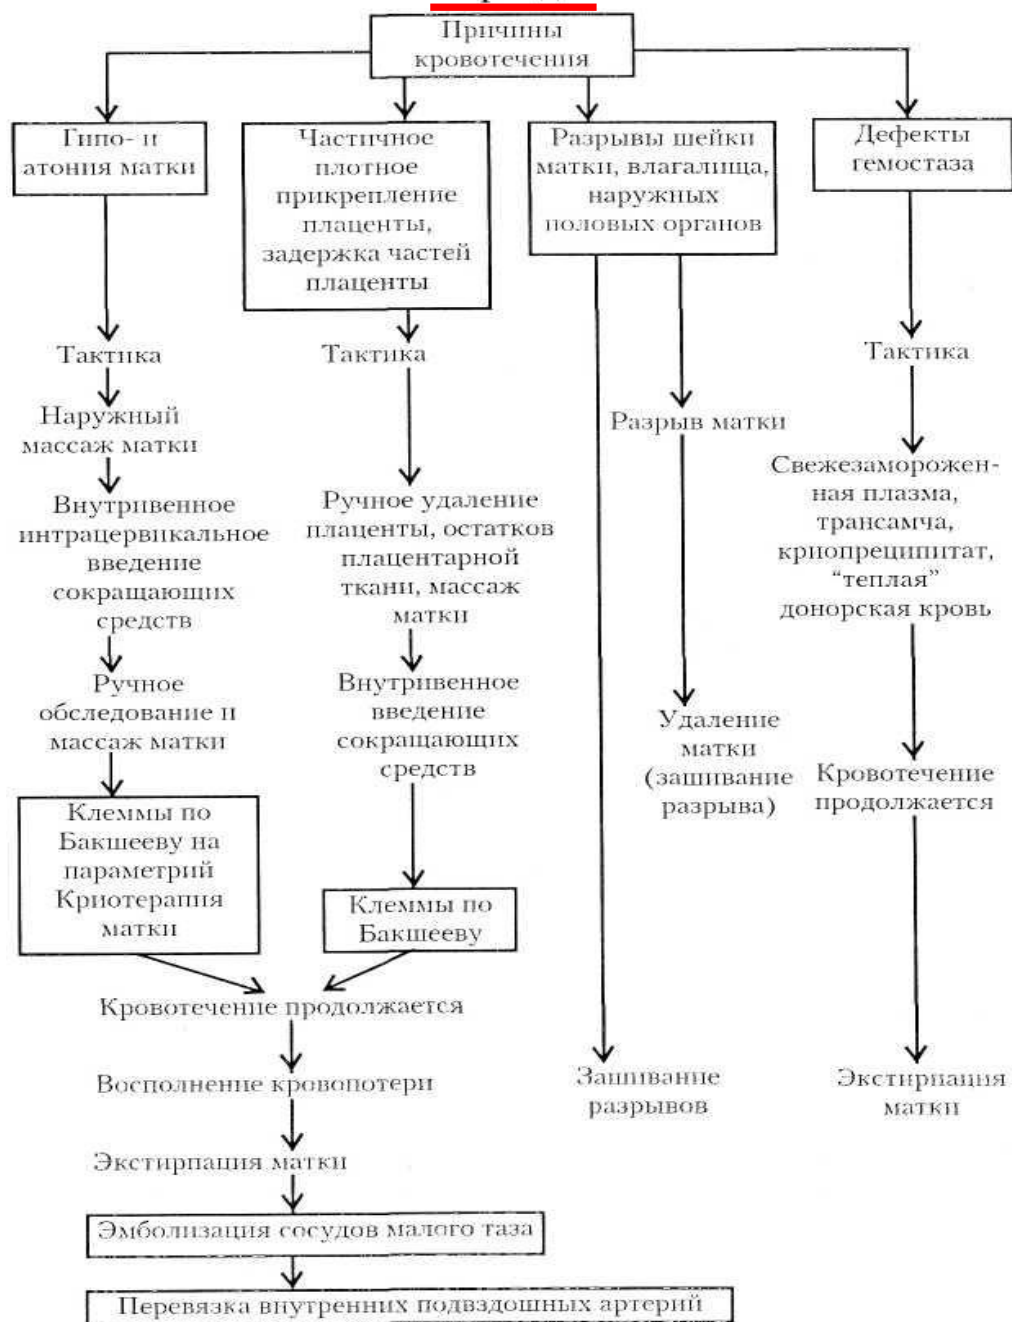 Причины
кровотечения
Гипо- и
атония матки
Частичное
плотное
прикрепление
плаценты,
задержка частей
плаценты
Разрывы шейки
матки, влагалища,
наружных
половых органов
Дефекты
гемостаза
Тактика
Наружный
массаж матки
Внутривенное
интрацервикальное
введение
сокращающих
средств
Ручное
обследование и
массаж матки
Клеммы по
Бакшееву на
параметрий
Криотерапия
матки
Тактика
Ручное удаление
плаценты, остатков
плацентарной
ткани, массаж
матки
Внутривенное
введение
сокращающих
средств
Клеммы по
Бакшееву
Кровотечение продолжается
Восполнение кровопотери
Экстирпация матки
Эмболизация сосудов малого таза
Перевязка внутренних подвздошных артерий
Разрыв матки
Удаление
матки
(зашивание
разрыва)
Зашивание
разрывов
Тактика
Свежезаморожен-
ная плазма,
трансамча,
криопреципитат,
“теплая”
донорская кровь
Кровотечение
продолжается
Экстирпация
матки